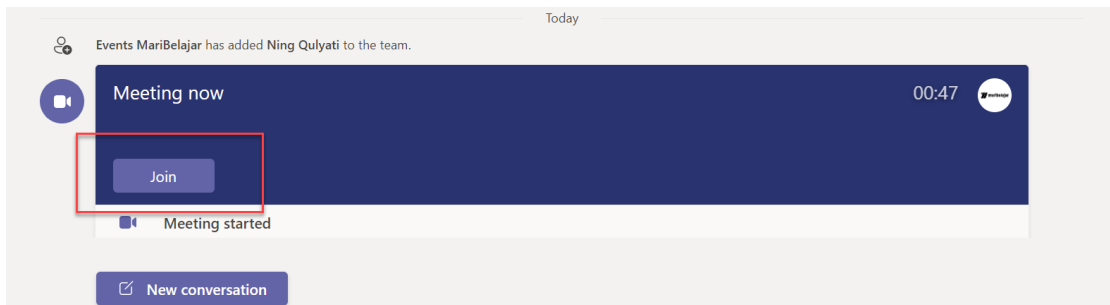 Today
Events MariBelajar has added Ning Qulyati to the team.
Meeting now
00:47
maribelajar
Join
Meeting started
New conversation